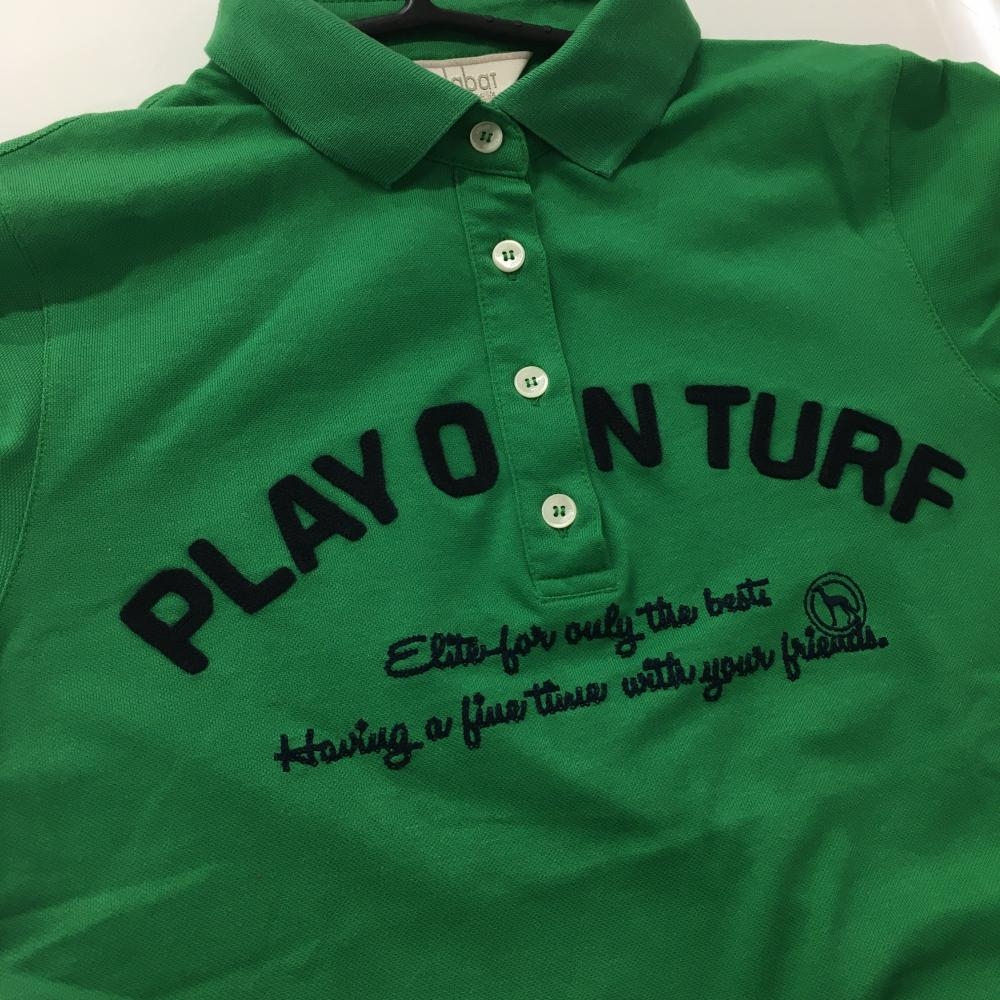 PLAY ON TURF
Elite for only the best.
Having a fine time with your friends.